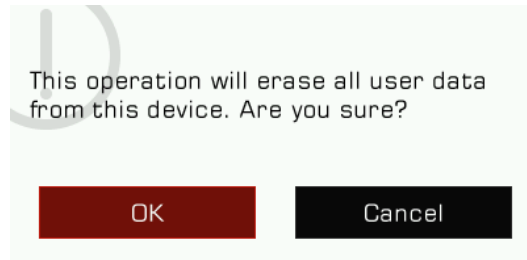 This operation will erase all user data
from this device. Are you sure?
OK
Cancel